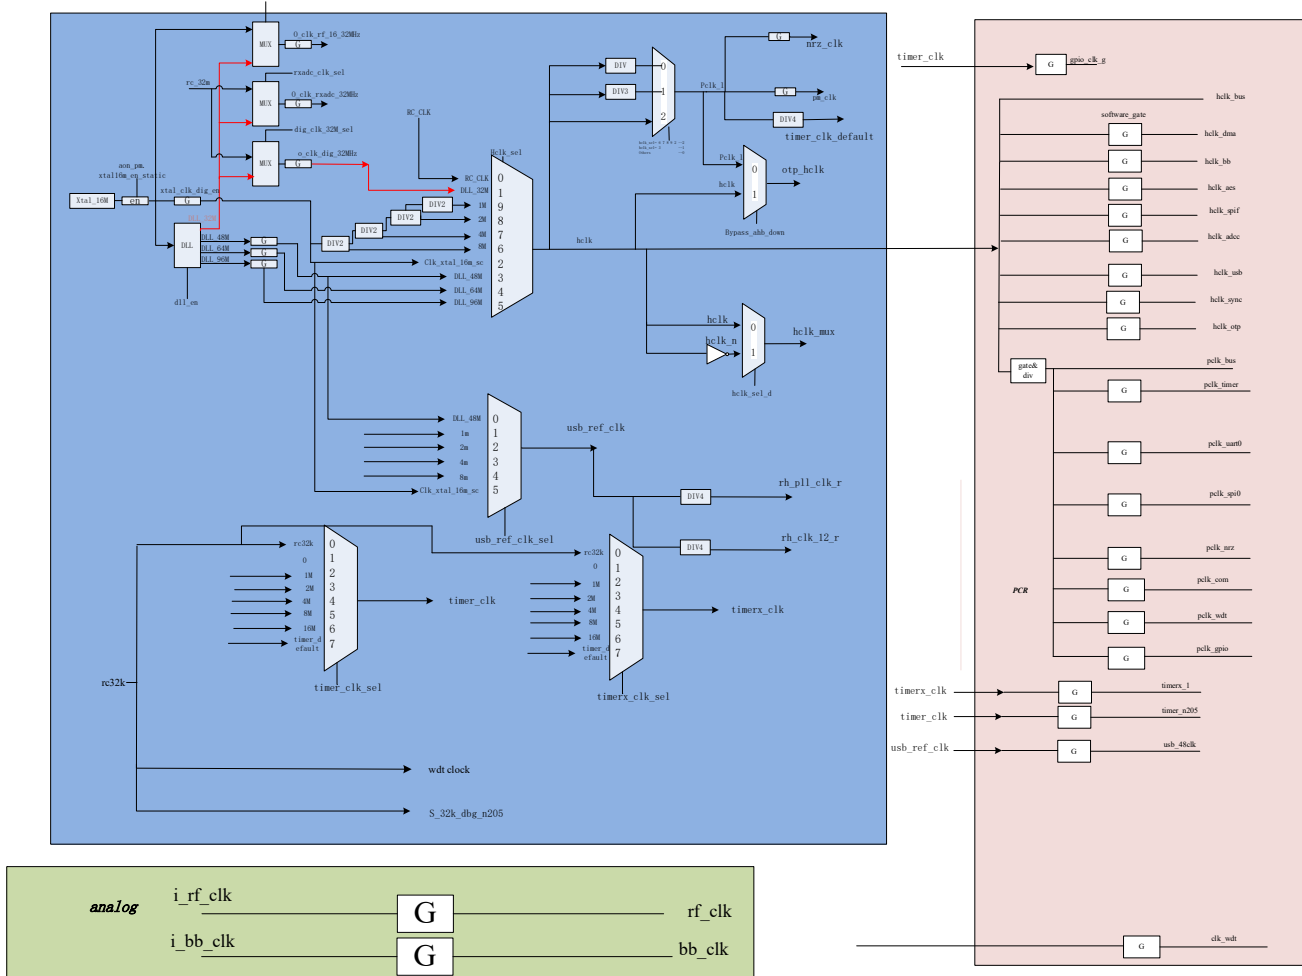 MUX
G
O_clk_rf_16_32MHz
rc_32m
rxadc_clk_sel
MUX
G
O_clk_rxadc_32MHz
dig_clk_32M_sel
MUX
G
o_clk_dig_32MHz
aon_pm.
xtal16m_en_static
Xtal_16M
en
xtal_clk_dig_en
G
DLL_32M
DLL
DLL_48M
DLL_64M
DLL_96M
G
G
G
dll_en
DIV2
DIV2
DIV2
DIV2
RC_CLK
Hclk_sel
RC_CLK
DLL_32M
1M
2M
4M
8M
Clk_xtal_16m_sc
DLL_48M
DLL_64M
DLL_96M
0
1
9
8
7
6
2
3
4
5
hclk
DIV
DIV3
0
1
2
Pclk_1
G
nrz_clk
G
pm_clk
DIV4
timer_clk_default
Pclk_1
hclk
0
1
otp_hclk
Bypass_ahb_down
hclk
hclk_n
0
1
hclk_mux
hclk_sel_d
DLL_48M
1m
2m
4m
8m
Clk_xtal_16m_sc
0
1
2
3
4
5
usb_ref_clk
usb_ref_clk_sel
DIV4
rh_pll_clk_r
DIV4
rh_clk_12_r
rc32k
0
1M
2M
4M
8M
16M
timer_d
efault
0
1
2
3
4
5
6
7
timer_clk
timer_clk_sel
rc32k
0
1M
2M
4M
8M
16M
timer_d
efault
0
1
2
3
4
5
6
7
timerx_clk
timerx_clk_sel
rc32k
wdt clock
S_32k_dbg_n205
timer_clk
G
gpio_clk_g
hclk_bus
software_gate
G
hclk_dma
G
hclk_bb
G
hclk_aes
G
hclk_spif
G
hclk_adcc
G
hclk_usb
G
hclk_sync
G
hclk_otp
gate&
div
pclk_bus
G
pclk_timer
G
pclk_uart0
G
pclk_spi0
G
pclk_nrz
PCR
G
pclk_com
G
pclk_wdt
G
pclk_gpio
timerx_clk
G
timerx_1
timer_clk
G
timer_n205
usb_ref_clk
G
usb_48clk
G
clk_wdt
analog
i_rf_clk
G
rf_clk
i_bb_clk
G
bb_clk